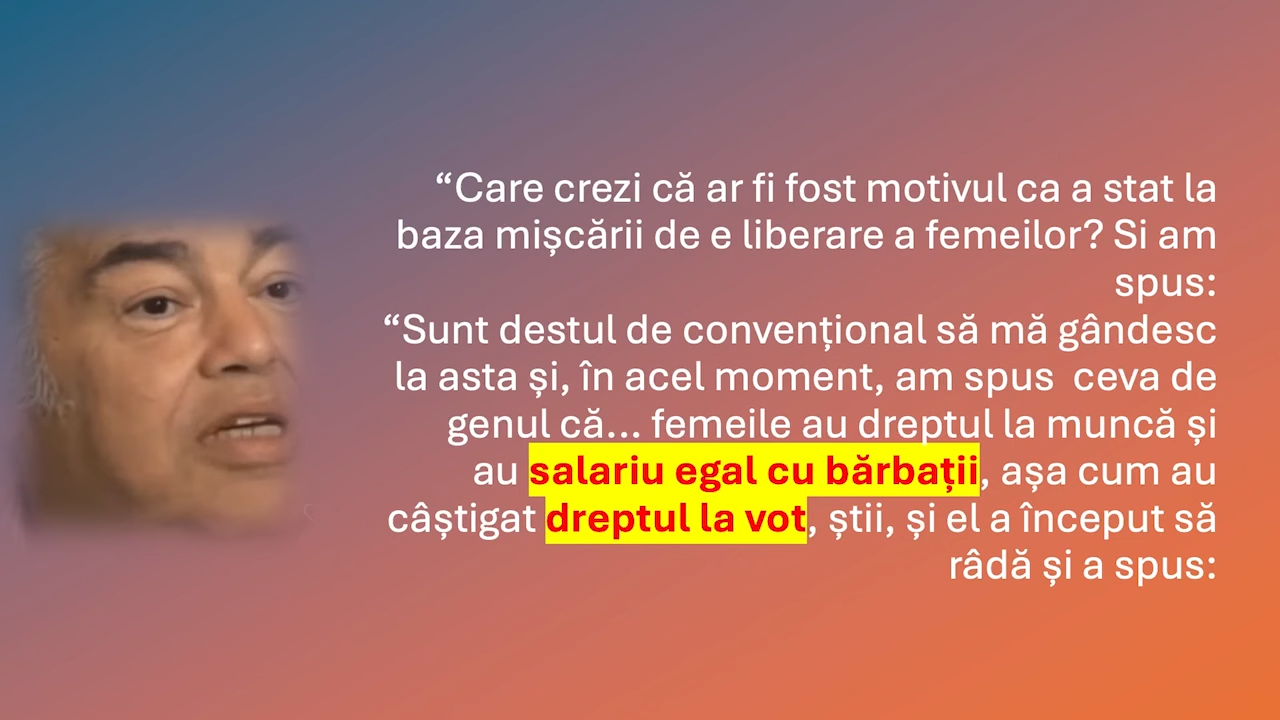 “Care crezi că ar fi fost motivul ca a stat la
baza mișcării de e liberare a femeilor? Si am
spus:
“Sunt destul de convențional să mă gândesc
la asta și, în acel moment, am spus  ceva de
genul că... femeile au dreptul la muncă și
au salariu egal cu bărbații, așa cum au
câștigat dreptul la vot, știi, și el a început să
râdă și a spus: